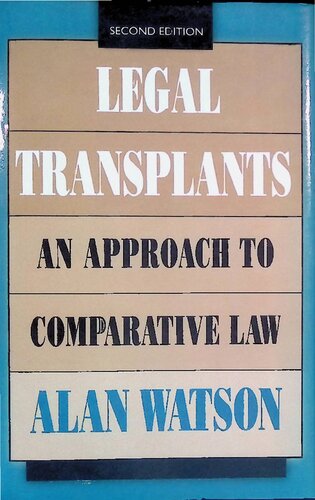 SECOND EDITION
LEGAL
TRANSPLANTS
AN APPROACH TO
COMPARATIVE LAW
ALAN WATSON